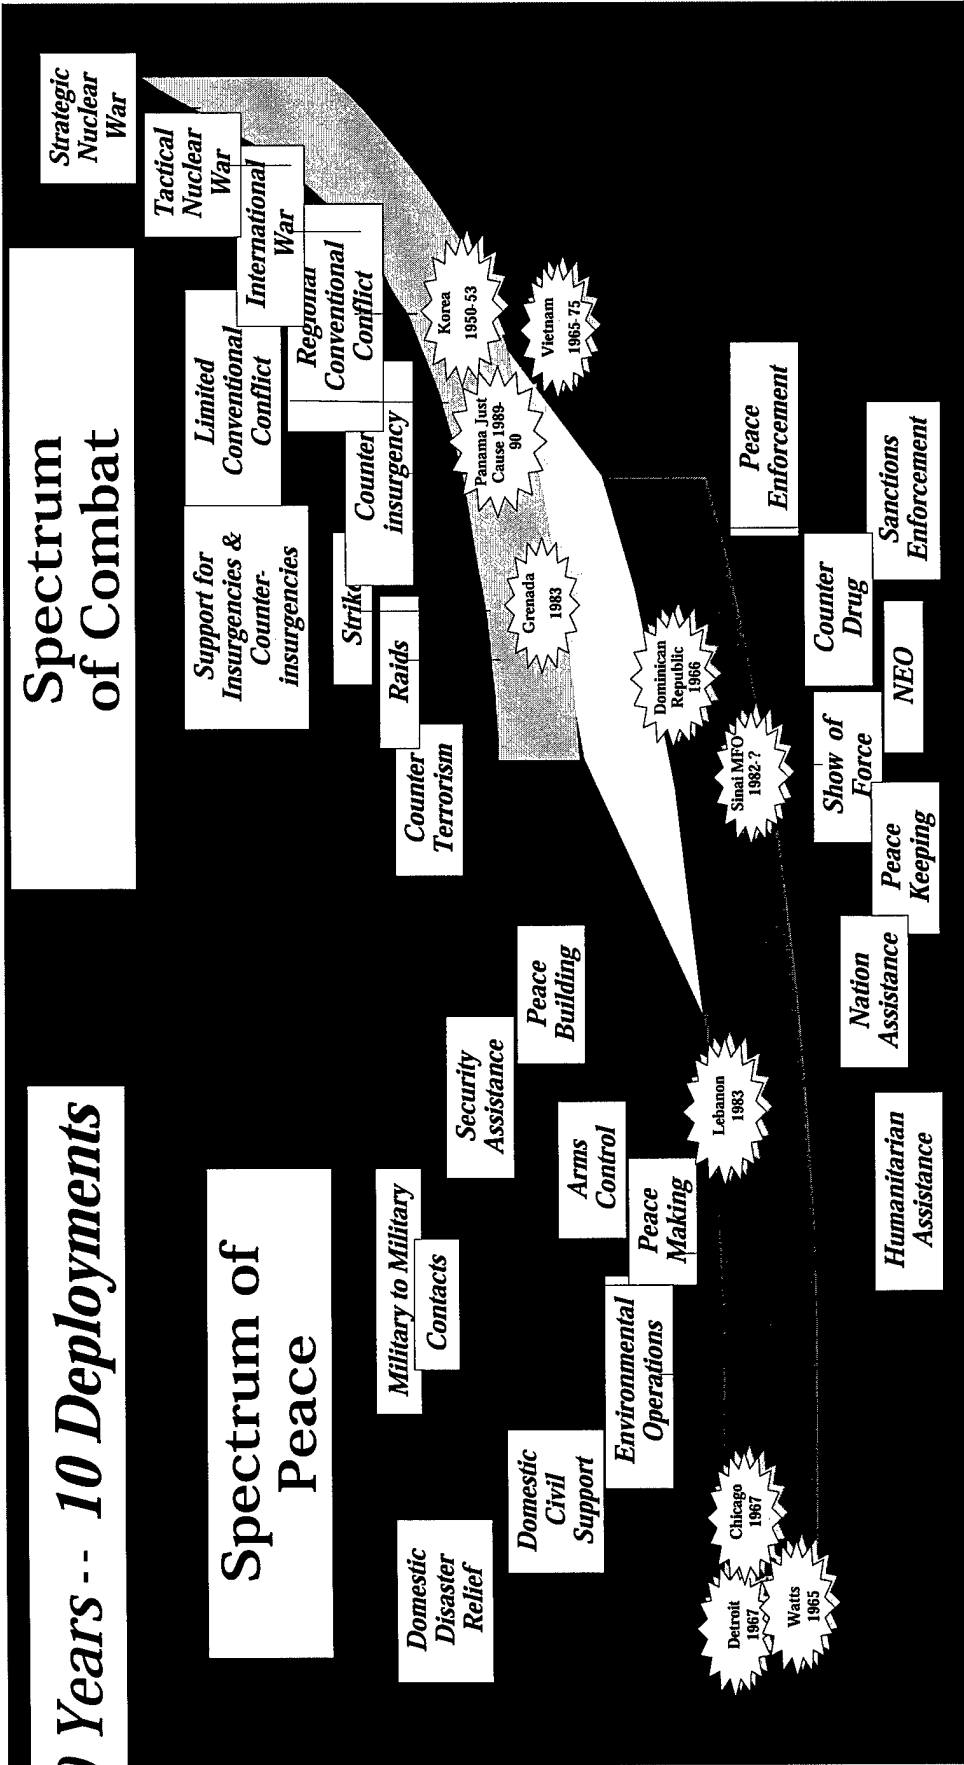 ) Years -- 10 Deployments
Spectrum
of Combat
Spectrum of
Peace
Strategic
Nuclear
War
Tactical
Nuclear
War
International
War
Regional
Conventional
Conflict
Limited
Conventional
Conflict
Support for
Insurgencies &
Counter-
insurgencies
Counter
insurgency
Strike
Raids
Counter
Terrorism
Peace
Building
Security
Assistance
Military to Military
Contacts
Arms
Control
Peace
Making
Environmental
Operations
Domestic
Civil
Support
Domestic
Disaster
Relief
Detroit
1967
Chicago
1967
Watts
1965
Lebanon
1983
Sinai MFO
1982-?
Dominican
Republic
1966
Grenada
1983
Panama Just
Cause 1989-
90
Korea
1950-53
Vietnam
1965-75
Humanitarian
Assistance
Nation
Assistance
Peace
Keeping
Show of
Force
NEO
Counter
Drug
Sanctions
Enforcement
Peace
Enforcement